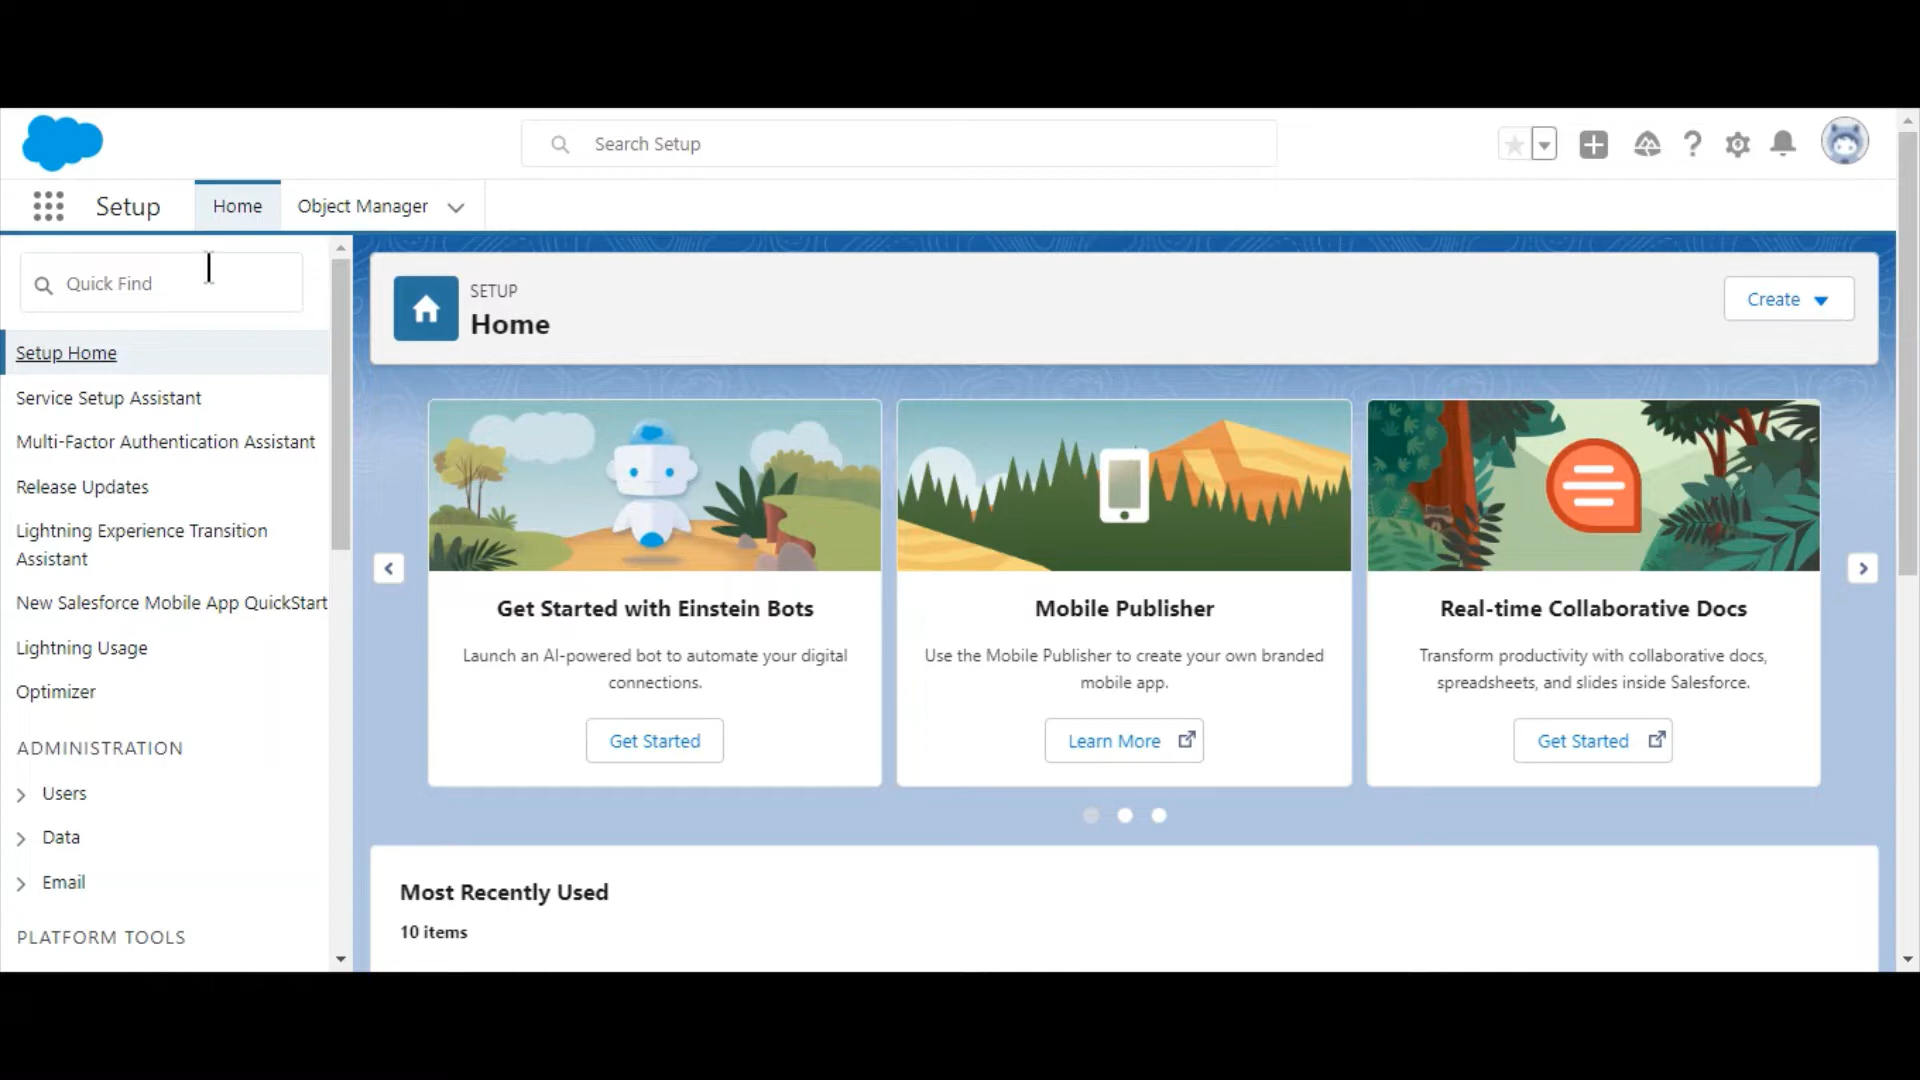 Search Setup
Setup
Home
Object Manager
Quick Find
Setup Home
Service Setup Assistant
Multi-Factor Authentication Assistant
Release Updates
Lightning Experience Transition
Assistant
New Salesforce Mobile App QuickStart
Lightning Usage
Optimizer
ADMINISTRATION
Users
Data
Email
PLATFORM TOOLS
SETUP
Home
Create
Get Started with Einstein Bots
Launch an AI-powered bot to automate your digital
connections.
Get Started
Mobile Publisher
Use the Mobile Publisher to create your own branded
mobile app.
Learn More
Real-time Collaborative Docs
Transform productivity with collaborative docs,
spreadsheets, and slides inside Salesforce.
Get Started
Most Recently Used
10 items